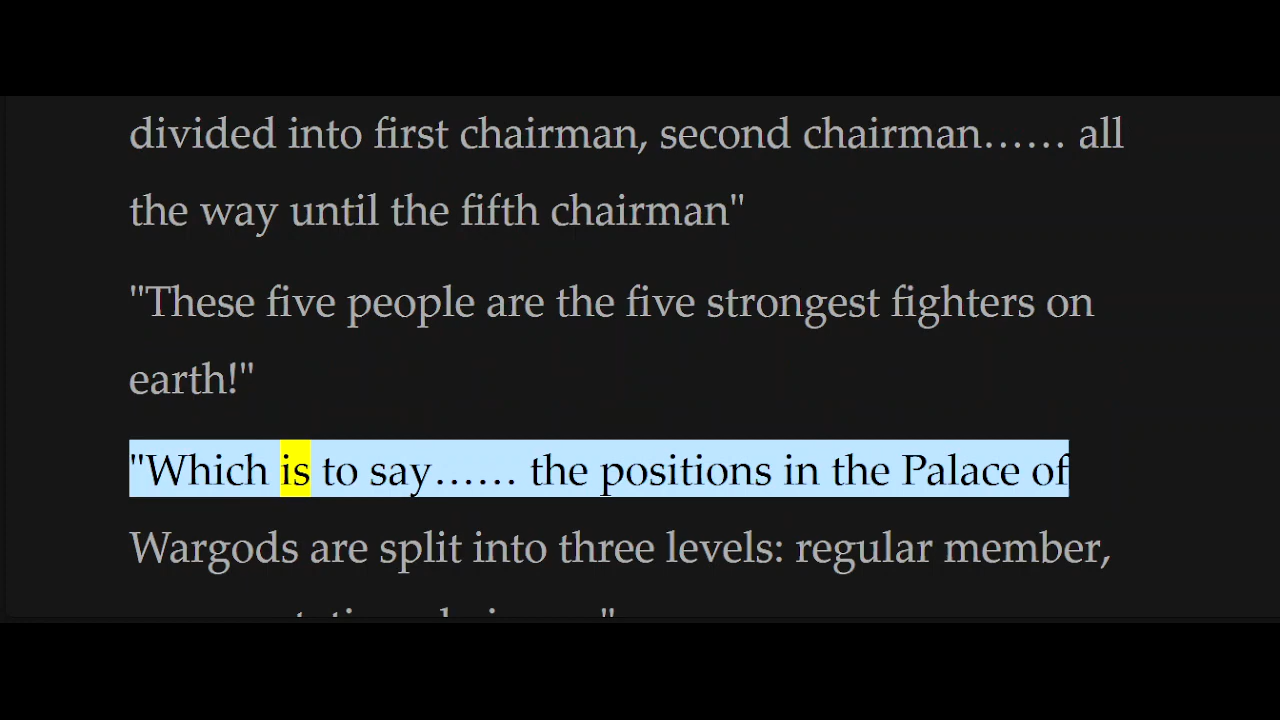 divided into first chairman, second chairman…… all
the way until the fifth chairman"
"These five people are the five strongest fighters on
earth!"
"Which is to say…… the positions in the Palace of
Wargods are split into three levels: regular member,